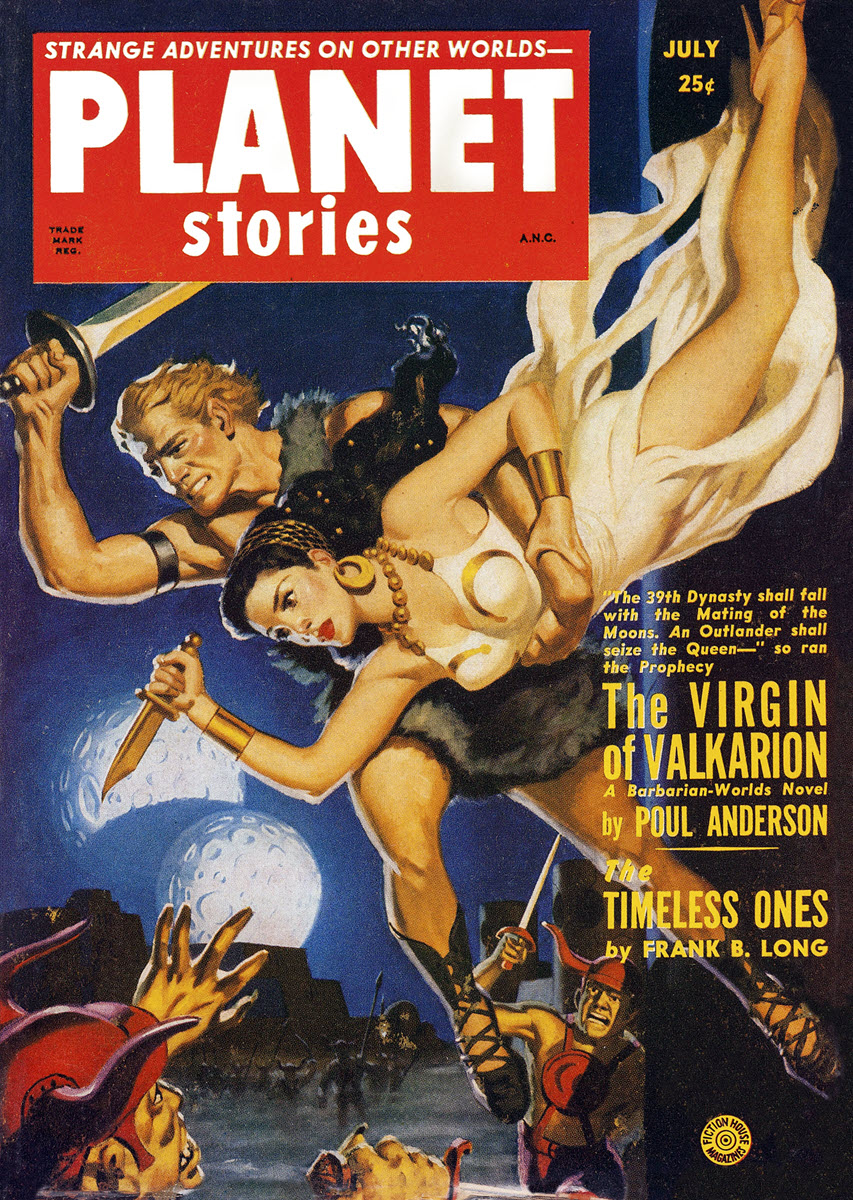 STRANGE ADVENTURES ON OTHER WORLDS—
PLANET
stories
TRADE
MARK
REG.
A.N.C.
JULY
25¢
"The 39th Dynasty shall fall
with the Mating of the
Moons. An Outlander shall
seize the Queen—" so ran
the Prophecy
The VIRGIN
of VALKARION
A Barbarian-Worlds Novel
by POUL ANDERSON
The
TIMELESS ONES
by FRANK B. LONG
FICTION HOUSE
MAGAZINES